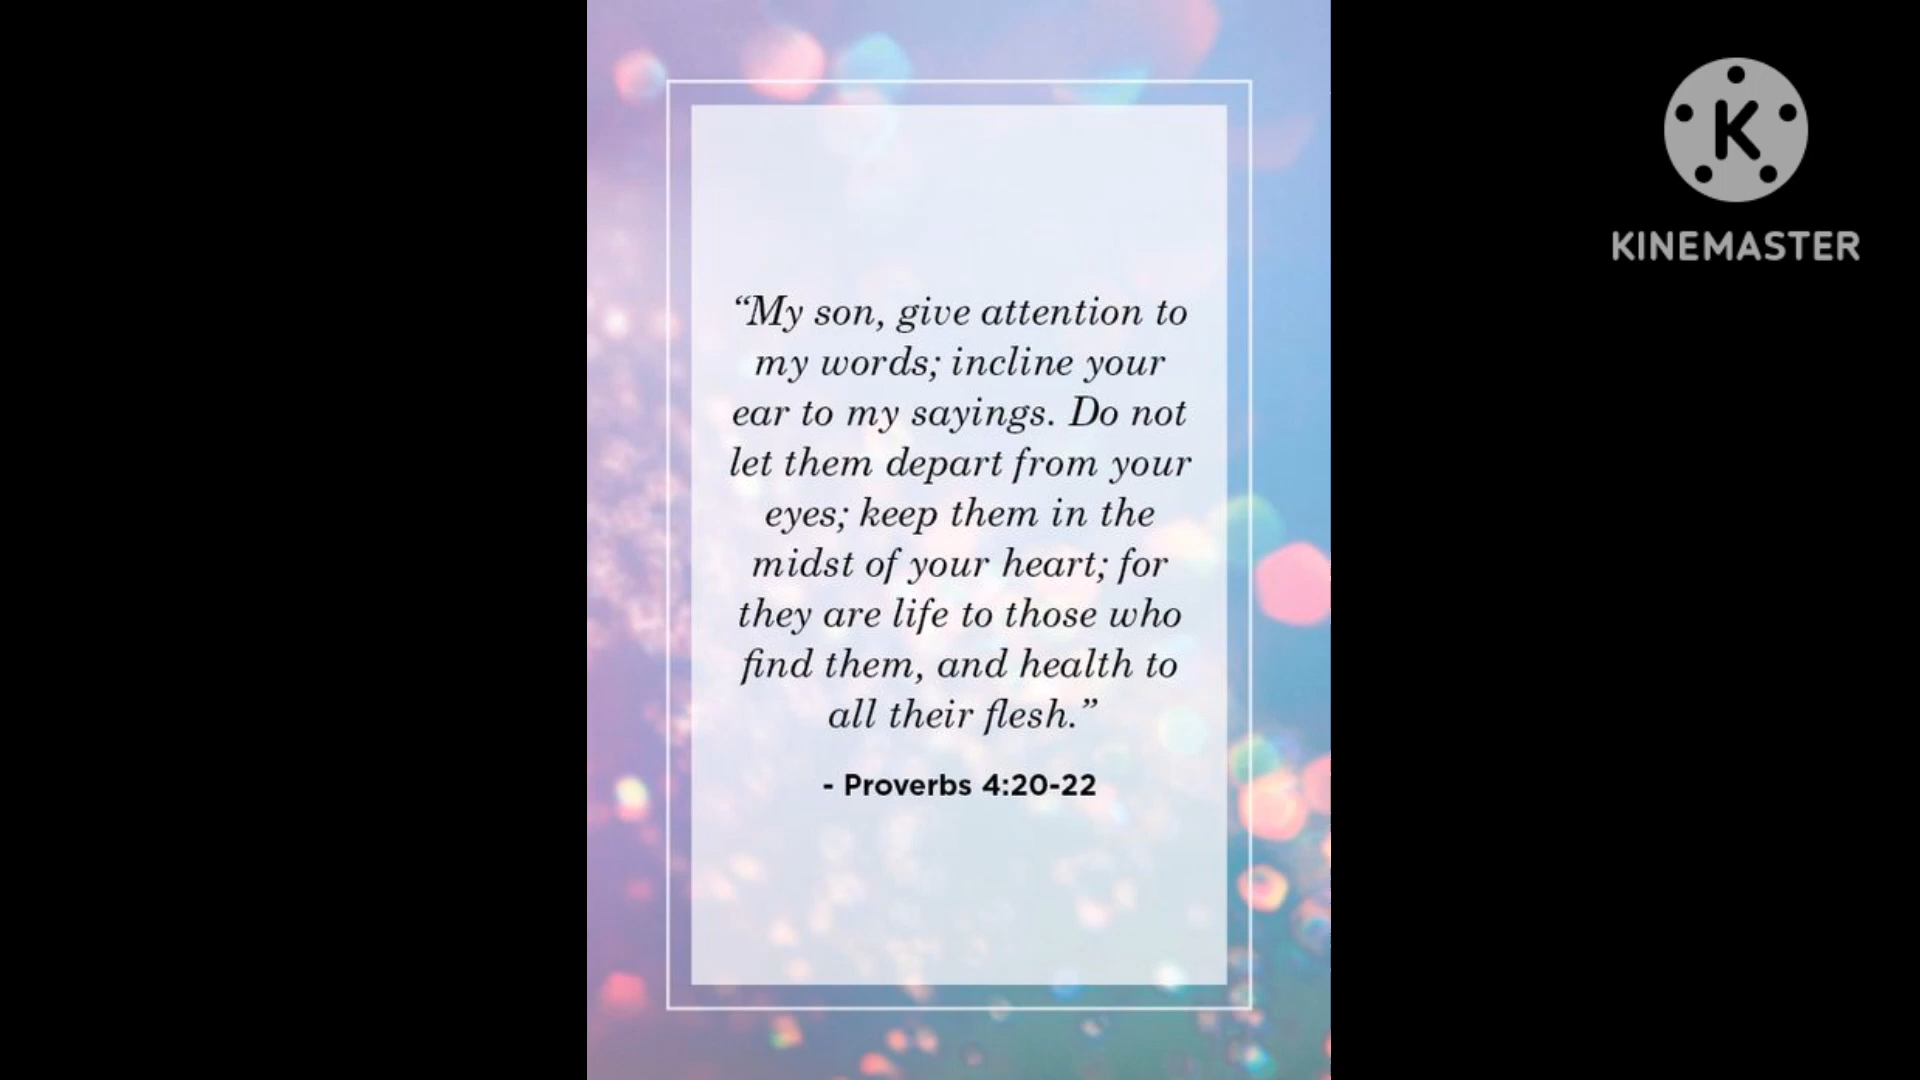 “My son, give attention to
my words; incline your
ear to my sayings. Do not
let them depart from your
eyes; keep them in the
midst of your heart; for
they are life to those who
find them, and health to
all their flesh.”
- Proverbs 4:20-22
K
KINEMASTER